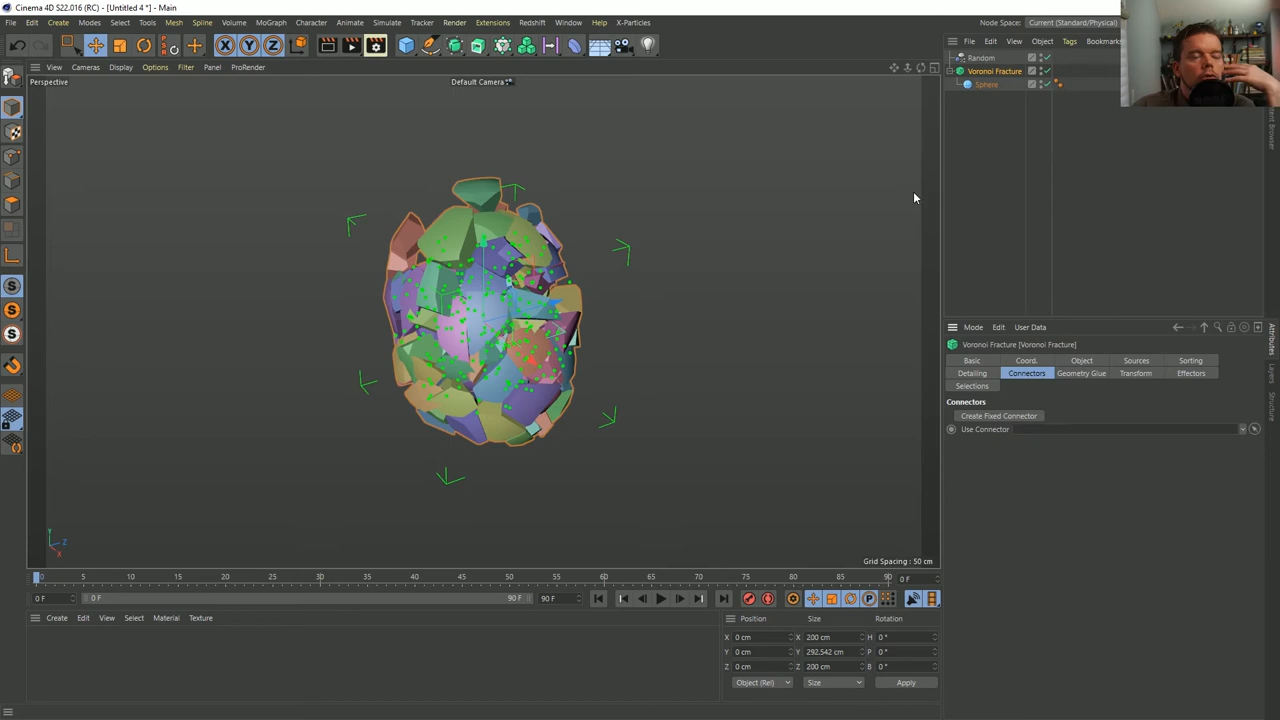 Cinema 4D S22.016 (RC) - [Untitled 4 *] - Main
File Edit Create Modes Select Tools Mesh Spline Volume MoGraph Character Animate Simulate Tracker Render Extensions Redshift Window Help X-Particles
Node Space: Current (Standard/Physical)
File Edit View Object Tags Bookmarks
X Y Z
View Cameras Display Options Filter Panel ProRender
Perspective
Default Camera
Random
Voronoi Fracture
Sphere
Mode Edit User Data
Voronoi Fracture [Voronoi Fracture]
Basic Coord. Object Sources Sorting
Detailing Connectors Geometry Glue Transform Effectors
Selections
Connectors
Create Fixed Connector
Use Connector
Attributes
Layers
Structure
S
S
S
Y
Z
X
Grid Spacing : 50 cm
0 5 10 15 20 25 30 35 40 45 50 55 60 65 70 75 80 85 90 0 F
0 F 0 F 90 F 90 F
P
Create Edit View Select Material Texture
Position Size Rotation
X 0 cm X 200 cm H 0 °
Y 0 cm Y 292.542 cm P 0 °
Z 0 cm Z 200 cm B 0 °
Object (Rel) Size Apply